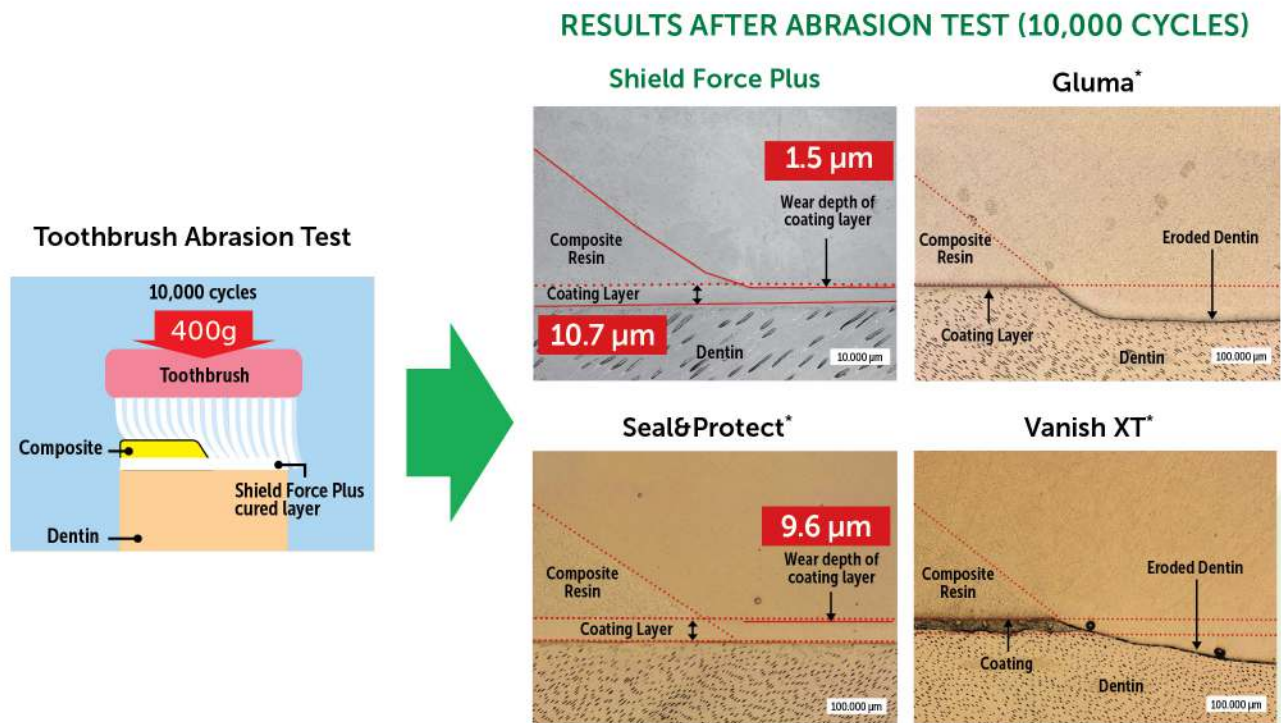 RESULTS AFTER ABRASION TEST (10,000 CYCLES)
Toothbrush Abrasion Test
10,000 cycles
400g
Toothbrush
Composite
Shield Force Plus
cured layer
Dentin
Shield Force Plus
1.5 µm
Wear depth of
coating layer
Composite
Resin
Coating Layer
10.7 µm
Dentin
10.000 µm
Gluma*
Composite
Resin
Eroded Dentin
Coating Layer
Dentin
100.000 µm
Seal&Protect*
9.6 µm
Wear depth of
coating layer
Composite
Resin
Coating Layer
100.000 µm
Vanish XT*
Composite
Resin
Eroded Dentin
Coating
Dentin
100.000 µm